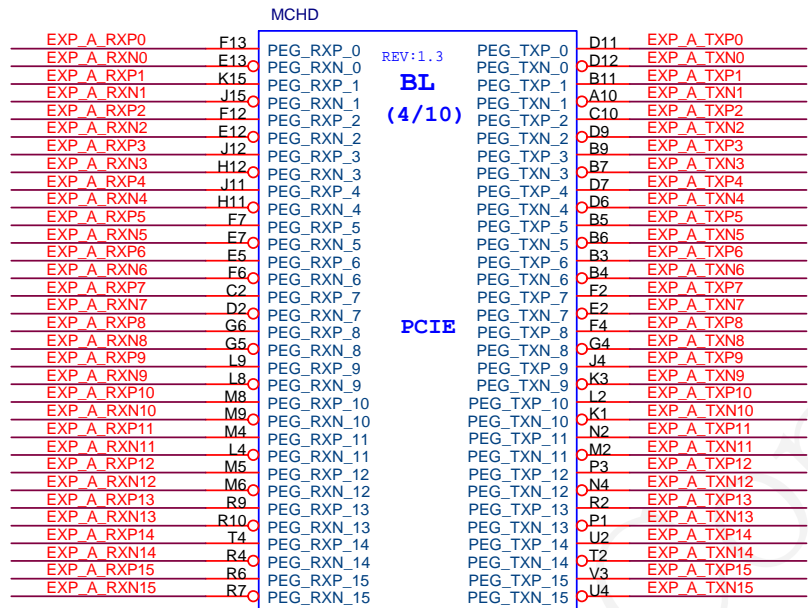 MCHD
EXP_A_RXP0 F13 PEG_RXP_0 REV:1.3 PEG_TXP_0 D11 EXP_A_TXP0
EXP_A_RXN0 E13 PEG_RXN_0 PEG_TXN_0 D12 EXP_A_TXN0
EXP_A_RXP1 K15 PEG_RXP_1 BL PEG_TXP_1 B11 EXP_A_TXP1
EXP_A_RXN1 J15 PEG_RXN_1 PEG_TXN_1 A10 EXP_A_TXN1
EXP_A_RXP2 F12 PEG_RXP_2 (4/10) PEG_TXP_2 C10 EXP_A_TXP2
EXP_A_RXN2 E12 PEG_RXN_2 PEG_TXN_2 D9 EXP_A_TXN2
EXP_A_RXP3 J12 PEG_RXP_3 PEG_TXP_3 B9 EXP_A_TXP3
EXP_A_RXN3 H12 PEG_RXN_3 PEG_TXN_3 B7 EXP_A_TXN3
EXP_A_RXP4 J11 PEG_RXP_4 PEG_TXP_4 D7 EXP_A_TXP4
EXP_A_RXN4 H11 PEG_RXN_4 PEG_TXN_4 D6 EXP_A_TXN4
EXP_A_RXP5 F7 PEG_RXP_5 PEG_TXP_5 B5 EXP_A_TXP5
EXP_A_RXN5 E7 PEG_RXN_5 PEG_TXN_5 B6 EXP_A_TXN5
EXP_A_RXP6 E5 PEG_RXP_6 PEG_TXP_6 B3 EXP_A_TXP6
EXP_A_RXN6 F6 PEG_RXN_6 PEG_TXN_6 B4 EXP_A_TXN6
EXP_A_RXP7 C2 PEG_RXP_7 PEG_TXP_7 F2 EXP_A_TXP7
EXP_A_RXN7 D2 PEG_RXN_7 PEG_TXN_7 E2 EXP_A_TXN7
EXP_A_RXP8 G6 PEG_RXP_8 PCIE PEG_TXP_8 F4 EXP_A_TXP8
EXP_A_RXN8 G5 PEG_RXN_8 PEG_TXN_8 G4 EXP_A_TXN8
EXP_A_RXP9 L9 PEG_RXP_9 PEG_TXP_9 J4 EXP_A_TXP9
EXP_A_RXN9 L8 PEG_RXN_9 PEG_TXN_9 K3 EXP_A_TXN9
EXP_A_RXP10 M8 PEG_RXP_10 PEG_TXP_10 L2 EXP_A_TXP10
EXP_A_RXN10 M9 PEG_RXN_10 PEG_TXN_10 K1 EXP_A_TXN10
EXP_A_RXP11 M4 PEG_RXP_11 PEG_TXP_11 N2 EXP_A_TXP11
EXP_A_RXN11 L4 PEG_RXN_11 PEG_TXN_11 M2 EXP_A_TXN11
EXP_A_RXP12 M5 PEG_RXP_12 PEG_TXP_12 P3 EXP_A_TXP12
EXP_A_RXN12 M6 PEG_RXN_12 PEG_TXN_12 N4 EXP_A_TXN12
EXP_A_RXP13 R9 PEG_RXP_13 PEG_TXP_13 R2 EXP_A_TXP13
EXP_A_RXN13 R10 PEG_RXN_13 PEG_TXN_13 P1 EXP_A_TXN13
EXP_A_RXP14 T4 PEG_RXP_14 PEG_TXP_14 U2 EXP_A_TXP14
EXP_A_RXN14 R4 PEG_RXN_14 PEG_TXN_14 T2 EXP_A_TXN14
EXP_A_RXP15 R6 PEG_RXP_15 PEG_TXP_15 V3 EXP_A_TXP15
EXP_A_RXN15 R7 PEG_RXN_15 PEG_TXN_15 U4 EXP_A_TXN15